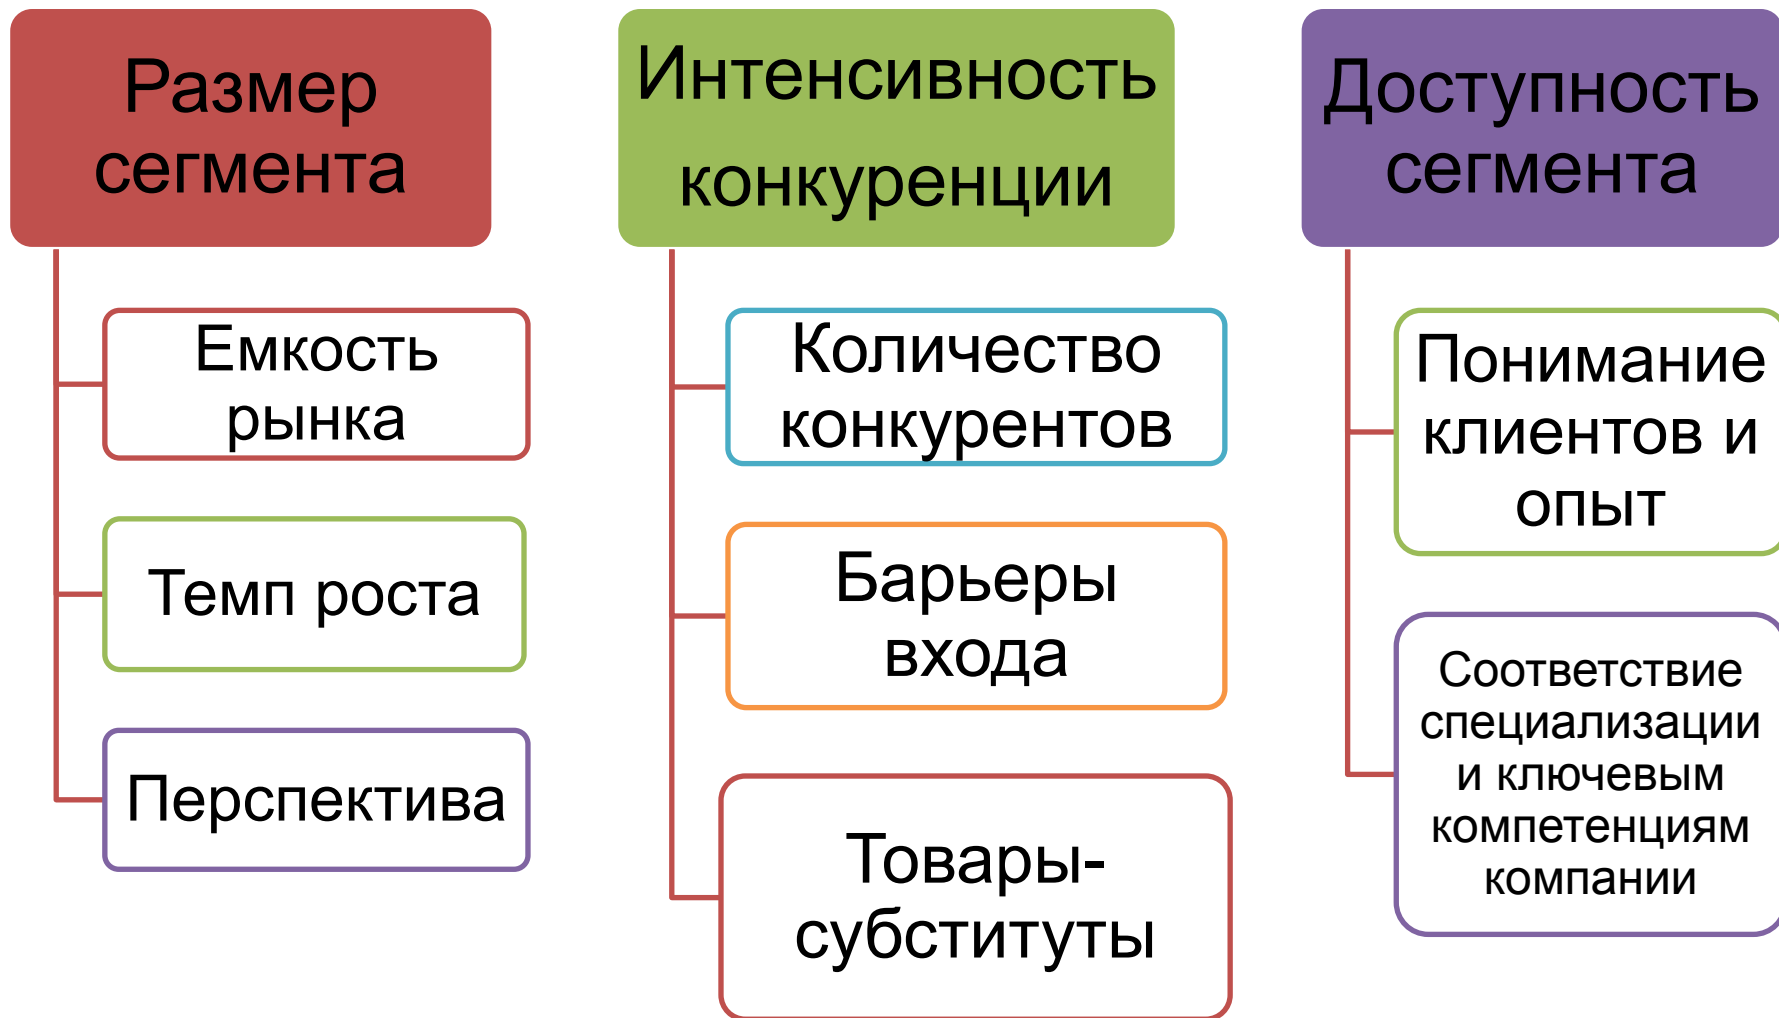 Размер
сегмента
Емкость
рынка
Темп роста
Перспектива
Интенсивность
конкуренции
Количество
конкурентов
Барьеры
входа
Товары-
субституты
Доступность
сегмента
Понимание
клиентов и
опыт
Соответствие
специализации
и ключевым
компетенциям
компании